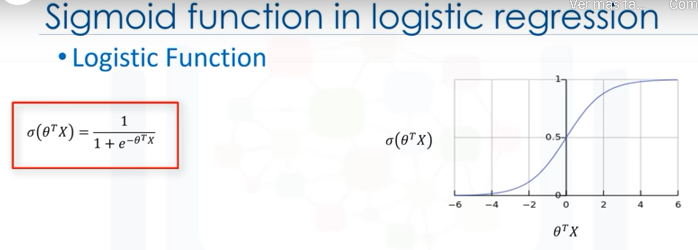 Sigmoid function in logistic regression
• Logistic Function
σ(θᵀX) = 1 / (1 + e^(−θᵀX))
σ(θᵀX)
1
0.5
0
−6 −4 −2 0 2 4 6
θᵀX